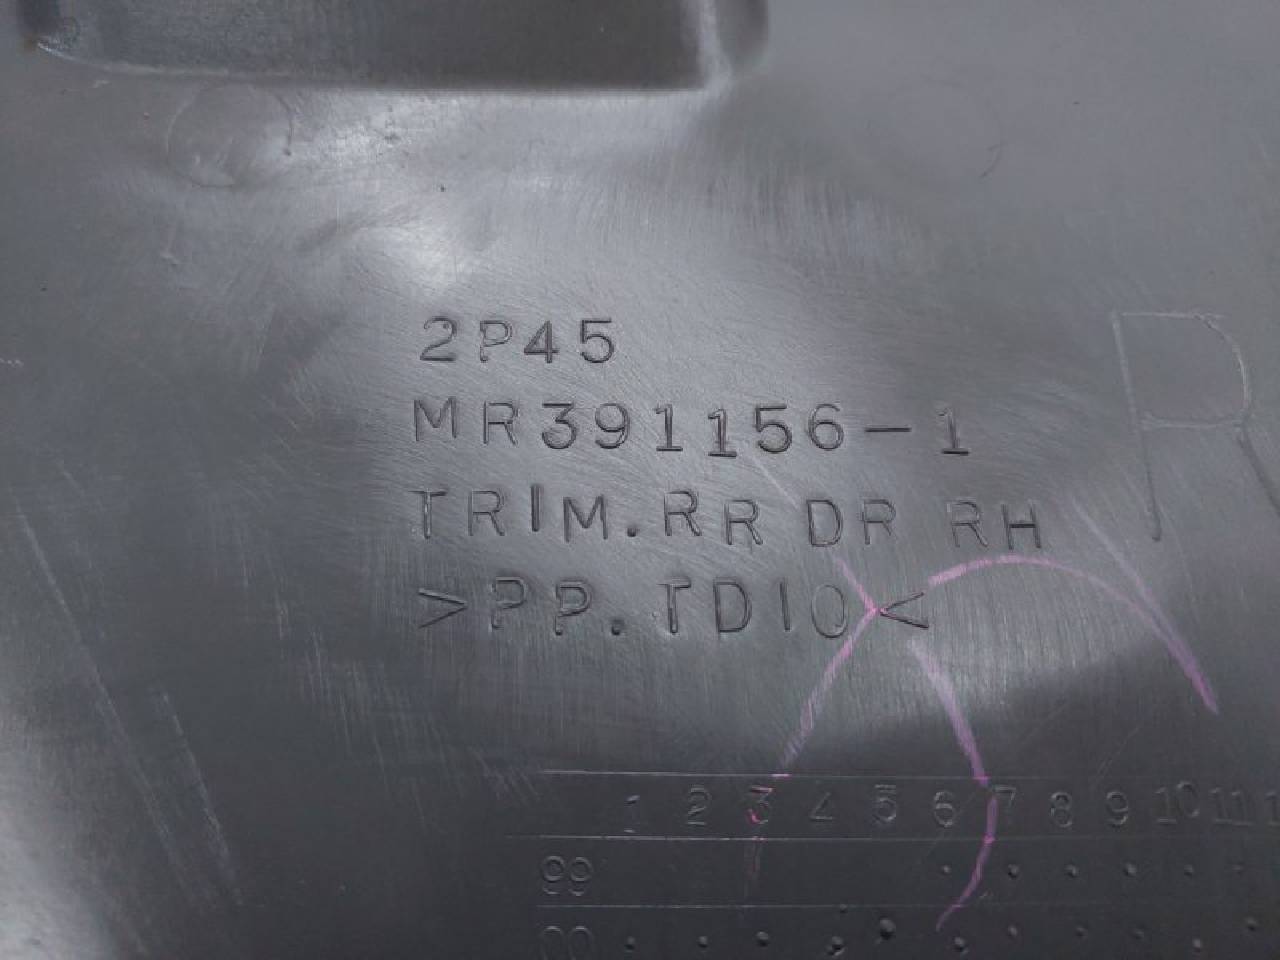 2P45
MR391156-1
TRIM.RR DR RH
>PP.TD10<
R
1 2 3 4 5 6 7 8 9 10 11
99
00